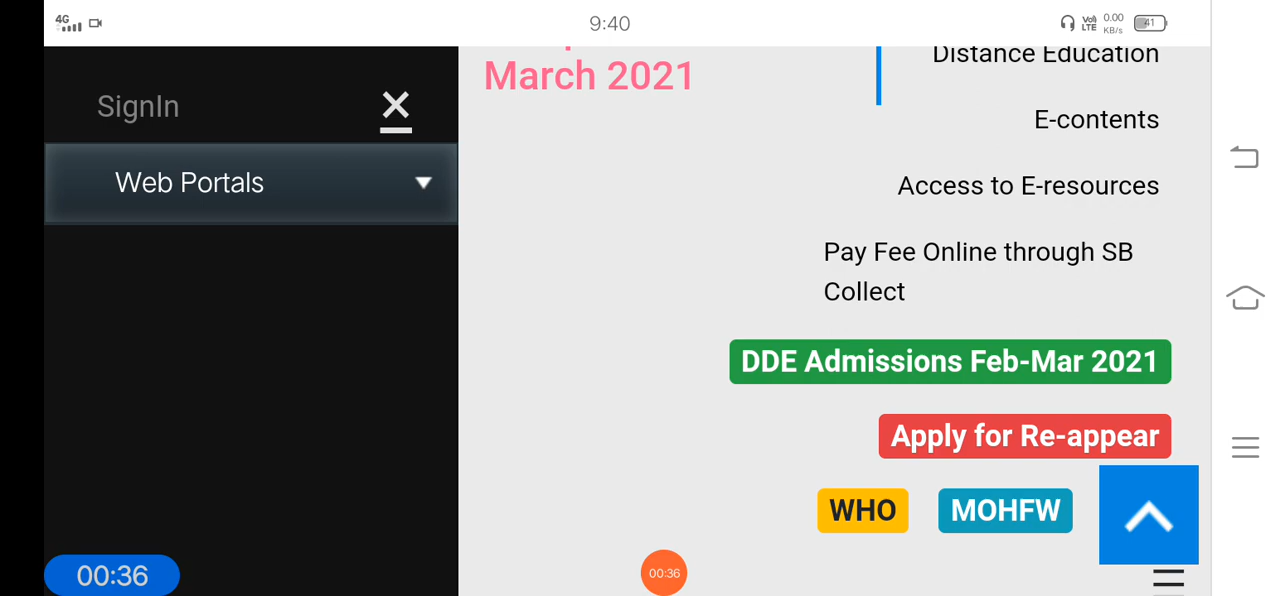 4G
9:40
Vo)
LTE
0.00
KB/s
41
SignIn
Web Portals
March 2021
Distance Education
E-contents
Access to E-resources
Pay Fee Online through SB
Collect
DDE Admissions Feb-Mar 2021
Apply for Re-appear
WHO MOHFW
00:36
00:36